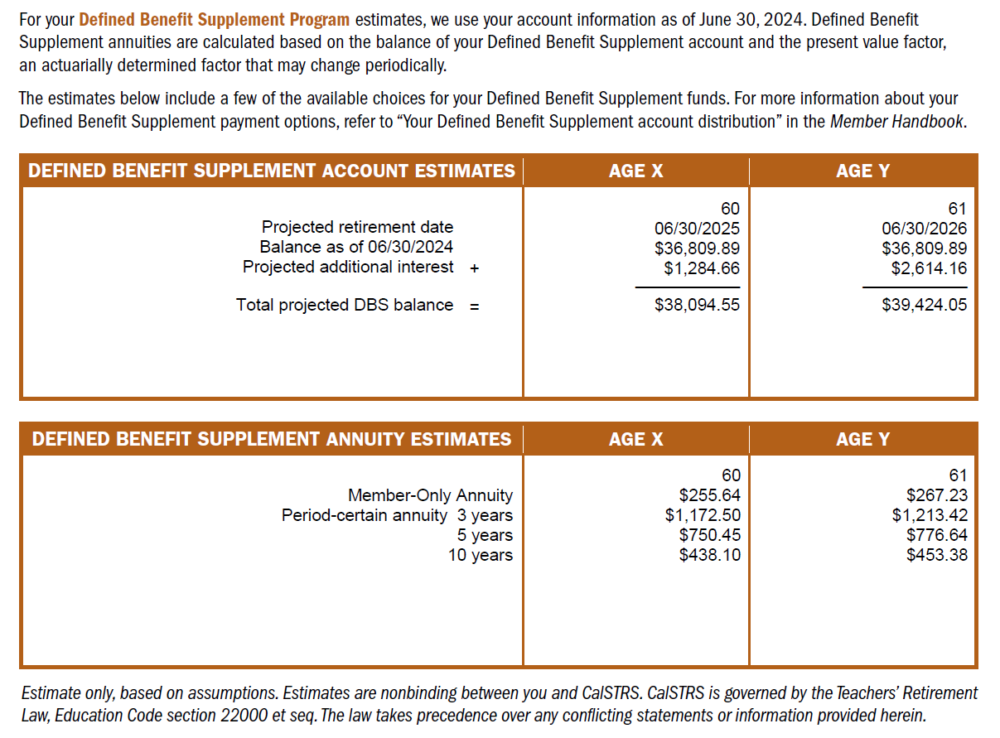 For your Defined Benefit Supplement Program estimates, we use your account information as of June 30, 2024. Defined Benefit
Supplement annuities are calculated based on the balance of your Defined Benefit Supplement account and the present value factor,
an actuarially determined factor that may change periodically.
The estimates below include a few of the available choices for your Defined Benefit Supplement funds. For more information about your
Defined Benefit Supplement payment options, refer to “Your Defined Benefit Supplement account distribution” in the Member Handbook.
DEFINED BENEFIT SUPPLEMENT ACCOUNT ESTIMATES AGE X AGE Y
60 61
Projected retirement date 06/30/2025 06/30/2026
Balance as of 06/30/2024 $36,809.89 $36,809.89
Projected additional interest + $1,284.66 $2,614.16
Total projected DBS balance = $38,094.55 $39,424.05
DEFINED BENEFIT SUPPLEMENT ANNUITY ESTIMATES AGE X AGE Y
60 61
Member-Only Annuity $255.64 $267.23
Period-certain annuity 3 years $1,172.50 $1,213.42
5 years $750.45 $776.64
10 years $438.10 $453.38
Estimate only, based on assumptions. Estimates are nonbinding between you and CalSTRS. CalSTRS is governed by the Teachers’ Retirement
Law, Education Code section 22000 et seq. The law takes precedence over any conflicting statements or information provided herein.